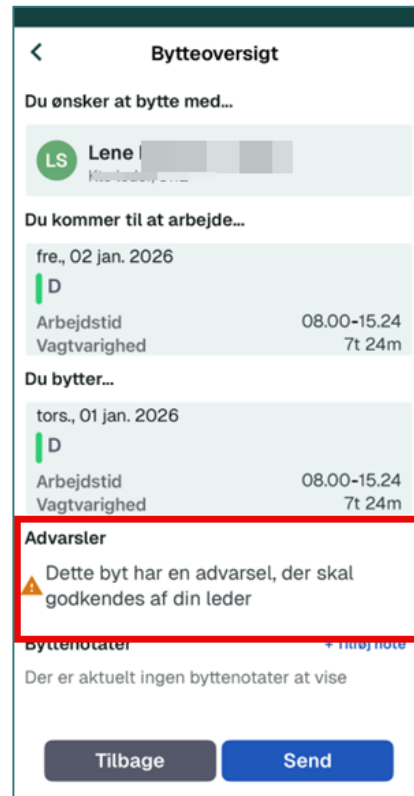 Bytteoversigt
Du ønsker at bytte med...
LS
Lene
Du kommer til at arbejde...
fre., 02 jan. 2026
D
Arbejdstid 08.00-15.24
Vagtvarighed 7t 24m
Du bytter...
tors., 01 jan. 2026
D
Arbejdstid 08.00-15.24
Vagtvarighed 7t 24m
Advarsler
Dette byt har en advarsel, der skal
godkendes af din leder
Byttenotater + Tilføj note
Der er aktuelt ingen byttenotater at vise
Tilbage Send